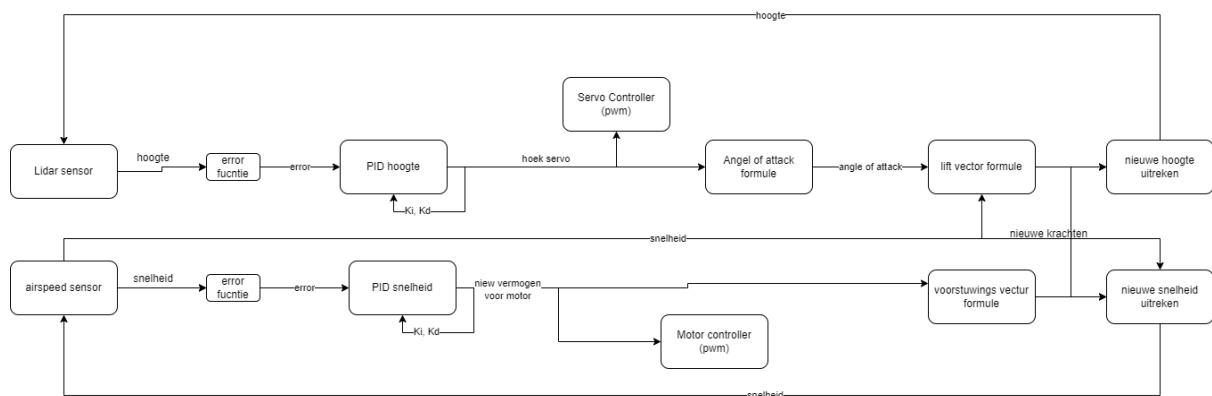 hoogte
Servo Controller
(pwm)
Lidar sensor
hoogte
error
fucntie
error
PID hoogte
hoek servo
Angel of attack
formule
angle of attack
lift vector formule
nieuwe hoogte
uitreken
Ki, Kd
snelheid
nieuwe krachten
airspeed sensor
snelheid
error
fucntie
error
PID snelheid
niew vermogen
voor motor
voorstuwings vectur
formule
nieuwe snelheid
uitreken
Ki, Kd
Motor controller
(pwm)
snelheid